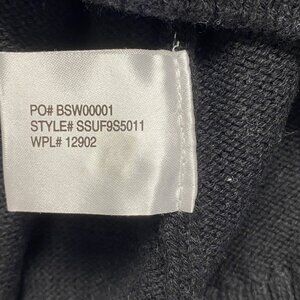 PO# BSW00001
STYLE# SSUF9S5011
WPL# 12902